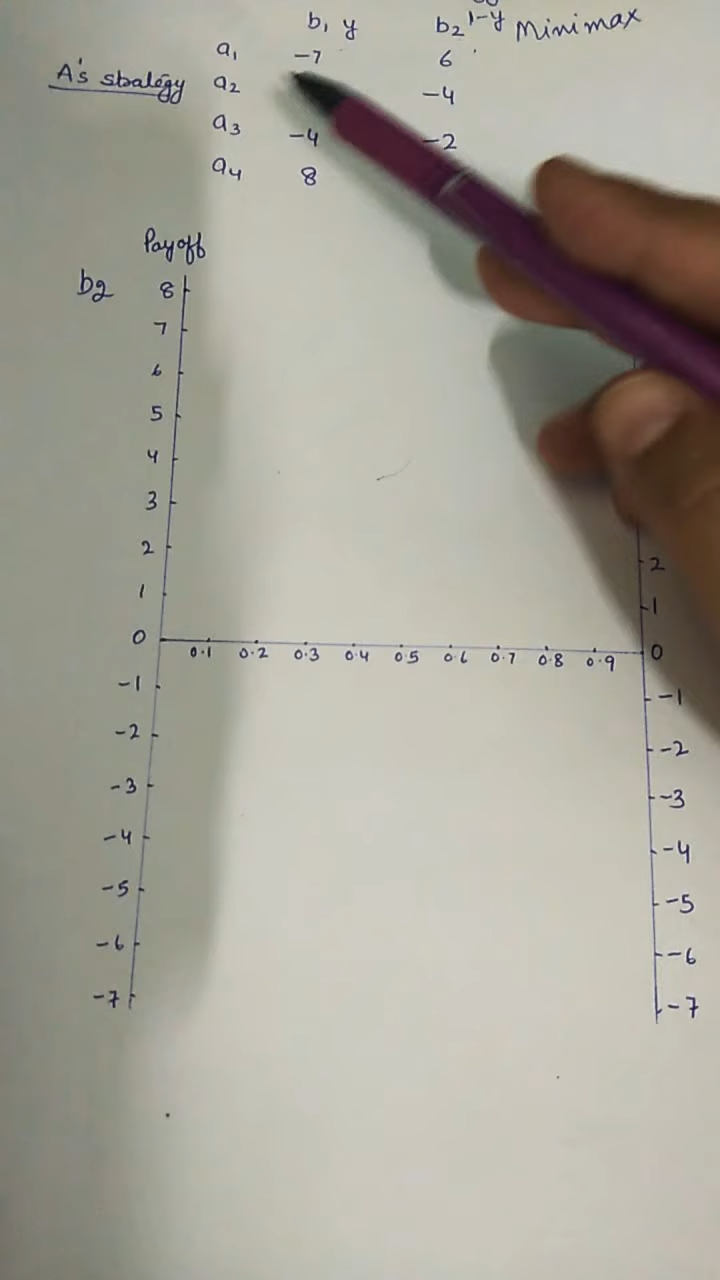 b₁ y b₂ 1-y Minimax
a₁ -7 6
A's strategy a₂ -4
a₃ -4 -2
a₄ 8
Payoff
b2 8
7
6
5
4
3
2 2
1 1
0 0.1 0.2 0.3 0.4 0.5 0.6 0.7 0.8 0.9 0
-1 -1
-2 -2
-3 -3
-4 -4
-5 -5
-6 -6
-7 -7